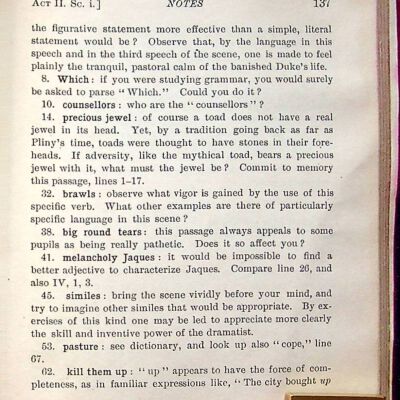 ACT II. SC. i.] NOTES 137
the figurative statement more effective than a simple, literal
statement would be? Observe that, by the language in this
speech and in the third speech of the scene, one is made to feel
plainly the tranquil, pastoral calm of the banished Duke's life.
8. Which: if you were studying grammar, you would surely
be asked to parse "Which." Could you do it?
10. counsellors: who are the "counsellors"?
14. precious jewel: of course a toad does not have a real
jewel in its head. Yet, by a tradition going back as far as
Pliny's time, toads were thought to have stones in their fore-
heads. If adversity, like the mythical toad, bears a precious
jewel with it, what must the jewel be? Commit to memory
this passage, lines 1-17.
32. brawls: observe what vigor is gained by the use of this
specific verb. What other examples are there of particularly
specific language in this scene?
38. big round tears: this passage always appeals to some
pupils as being really pathetic. Does it so affect you?
41. melancholy Jaques: it would be impossible to find a
better adjective to characterize Jaques. Compare line 26, and
also IV, 1, 3.
45. similes: bring the scene vividly before your mind, and
try to imagine other similes that would be appropriate. By ex-
ercises of this kind one may be led to appreciate more clearly
the skill and inventive power of the dramatist.
53. pasture: see dictionary, and look up also "cope," line
67.
62. kill them up: "up" appears to have the force of com-
pleteness, as in familiar expressions like, "The city bought up